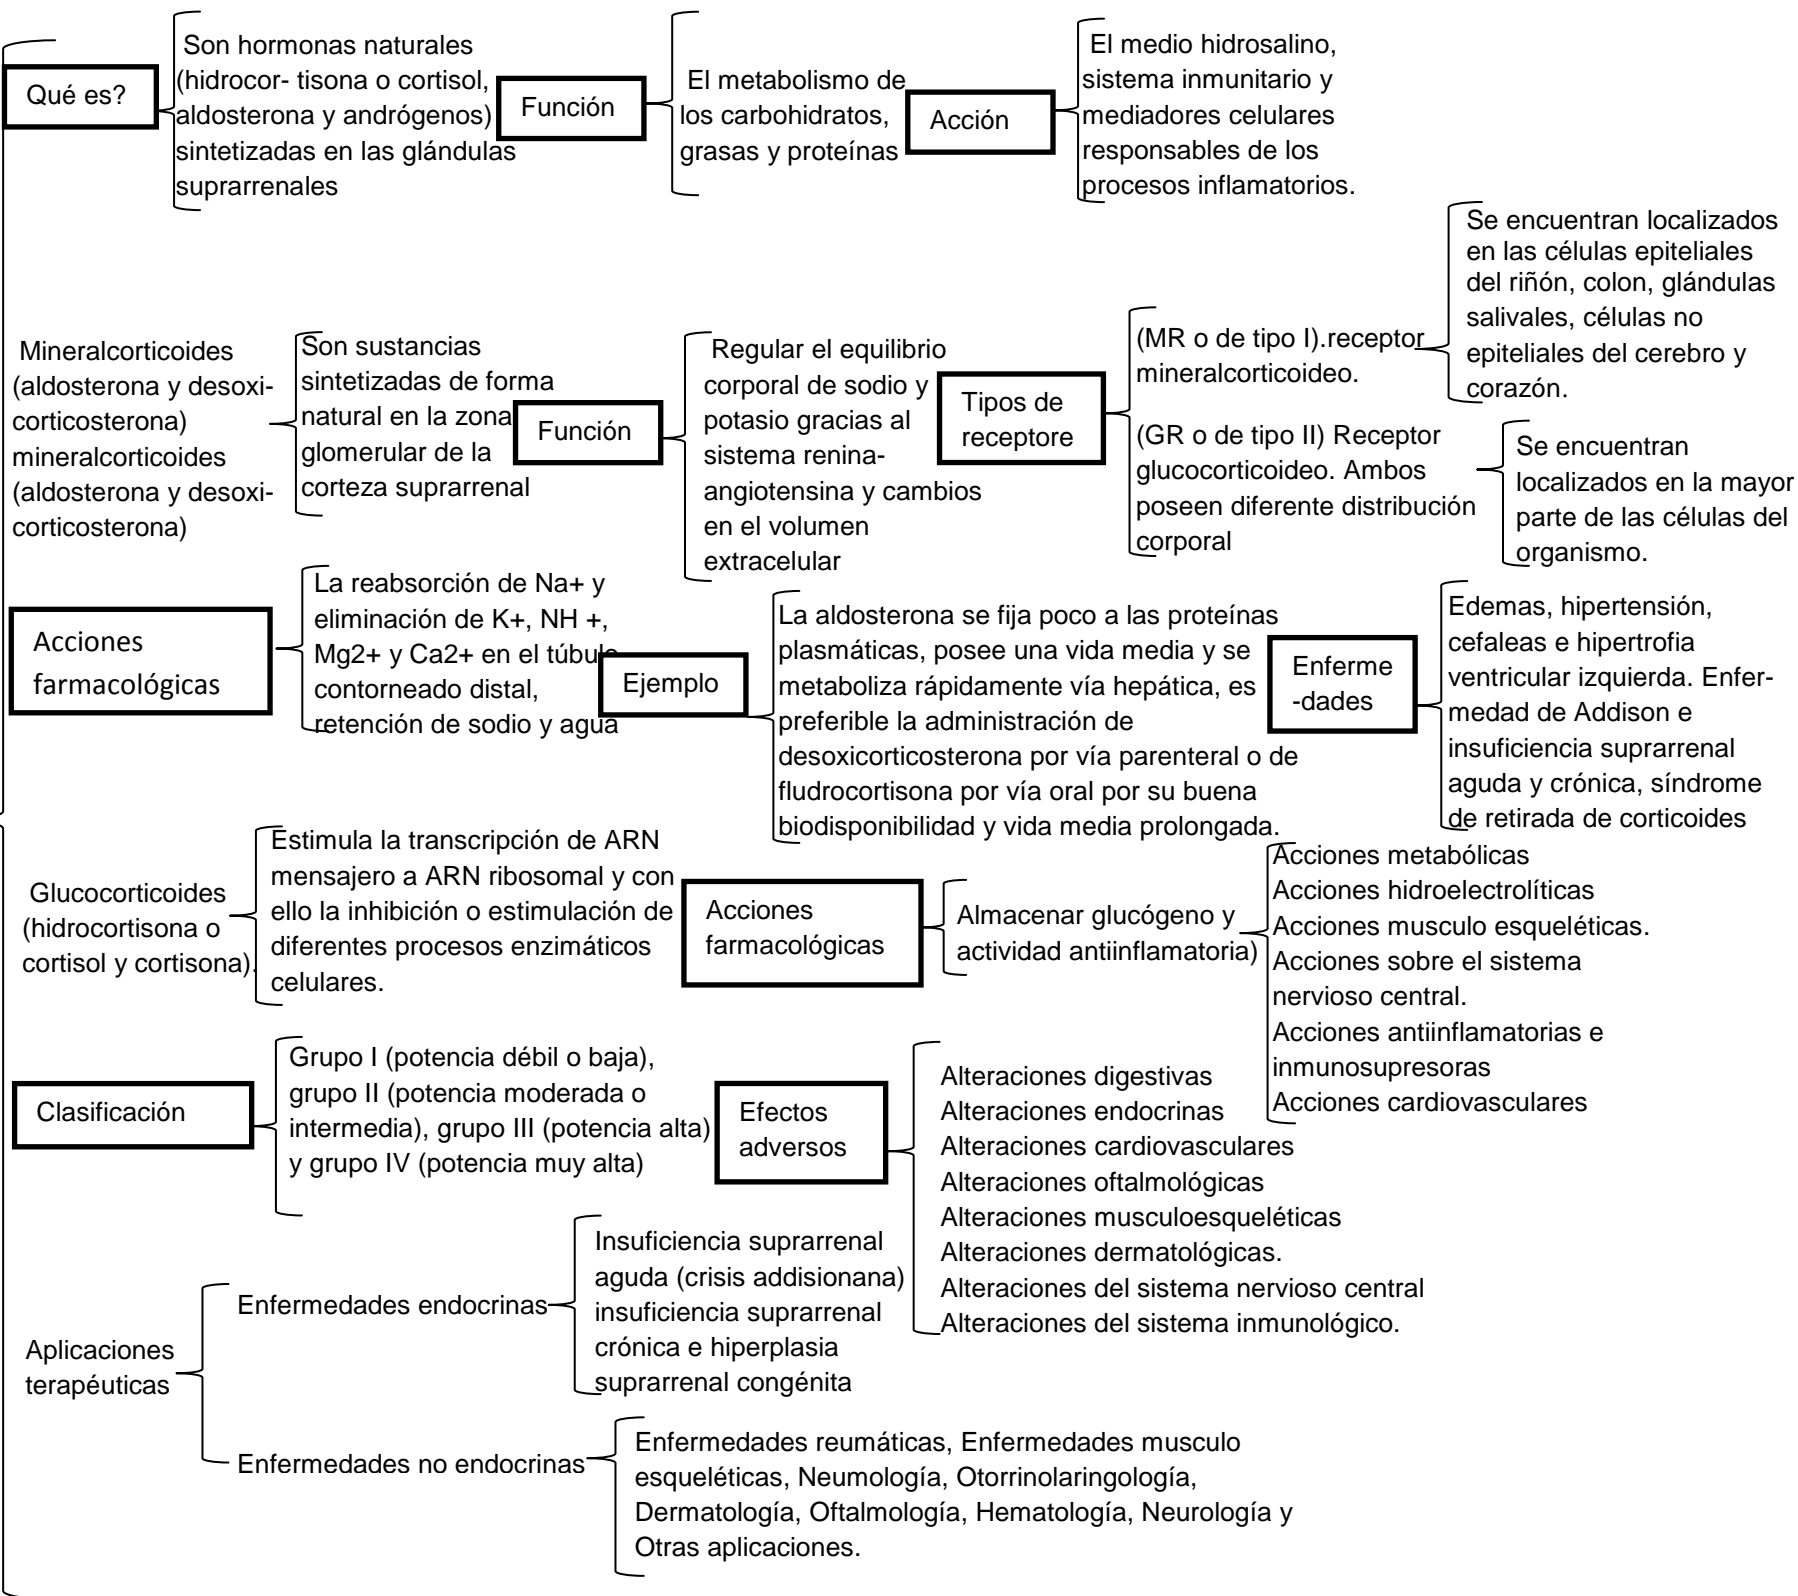 Qué es?
Son hormonas naturales
(hidrocor- tisona o cortisol,
aldosterona y andrógenos)
sintetizadas en las glándulas
suprarrenales
Función
El metabolismo de
los carbohidratos,
grasas y proteínas
Acción
El medio hidrosalino,
sistema inmunitario y
mediadores celulares
responsables de los
procesos inflamatorios.
Mineralcorticoides
(aldosterona y desoxi-
corticosterona)
mineralcorticoides
(aldosterona y desoxi-
corticosterona)
Son sustancias
sintetizadas de forma
natural en la zona
glomerular de la
corteza suprarrenal
Función
Regular el equilibrio
corporal de sodio y
potasio gracias al
sistema renina-
angiotensina y cambios
en el volumen
extracelular
Tipos de
receptore
(MR o de tipo I).receptor
mineralcorticoideo.
Se encuentran localizados
en las células epiteliales
del riñón, colon, glándulas
salivales, células no
epiteliales del cerebro y
corazón.
(GR o de tipo II) Receptor
glucocorticoideo. Ambos
poseen diferente distribución
corporal
Se encuentran
localizados en la mayor
parte de las células del
organismo.
Acciones
farmacológicas
La reabsorción de Na+ y
eliminación de K+, NH +,
Mg2+ y Ca2+ en el túbulo
contorneado distal,
retención de sodio y agua
Ejemplo
La aldosterona se fija poco a las proteínas
plasmáticas, posee una vida media y se
metaboliza rápidamente vía hepática, es
preferible la administración de
desoxicorticosterona por vía parenteral o de
fludrocortisona por vía oral por su buena
biodisponibilidad y vida media prolongada.
Enferme
-dades
Edemas, hipertensión,
cefaleas e hipertrofia
ventricular izquierda. Enfer-
medad de Addison e
insuficiencia suprarrenal
aguda y crónica, síndrome
de retirada de corticoides
Glucocorticoides
(hidrocortisona o
cortisol y cortisona).
Estimula la transcripción de ARN
mensajero a ARN ribosomal y con
ello la inhibición o estimulación de
diferentes procesos enzimáticos
celulares.
Acciones
farmacológicas
Almacenar glucógeno y
actividad antiinflamatoria)
Acciones metabólicas
Acciones hidroelectrolíticas
Acciones musculo esqueléticas.
Acciones sobre el sistema
nervioso central.
Acciones antiinflamatorias e
inmunosupresoras
Acciones cardiovasculares
Clasificación
Grupo I (potencia débil o baja),
grupo II (potencia moderada o
intermedia), grupo III (potencia alta)
y grupo IV (potencia muy alta)
Efectos
adversos
Alteraciones digestivas
Alteraciones endocrinas
Alteraciones cardiovasculares
Alteraciones oftalmológicas
Alteraciones musculoesqueléticas
Alteraciones dermatológicas.
Alteraciones del sistema nervioso central
Alteraciones del sistema inmunológico.
Aplicaciones
terapéuticas
Enfermedades endocrinas
Insuficiencia suprarrenal
aguda (crisis addisionana)
insuficiencia suprarrenal
crónica e hiperplasia
suprarrenal congénita
Enfermedades no endocrinas
Enfermedades reumáticas, Enfermedades musculo
esqueléticas, Neumología, Otorrinolaringología,
Dermatología, Oftalmología, Hematología, Neurología y
Otras aplicaciones.